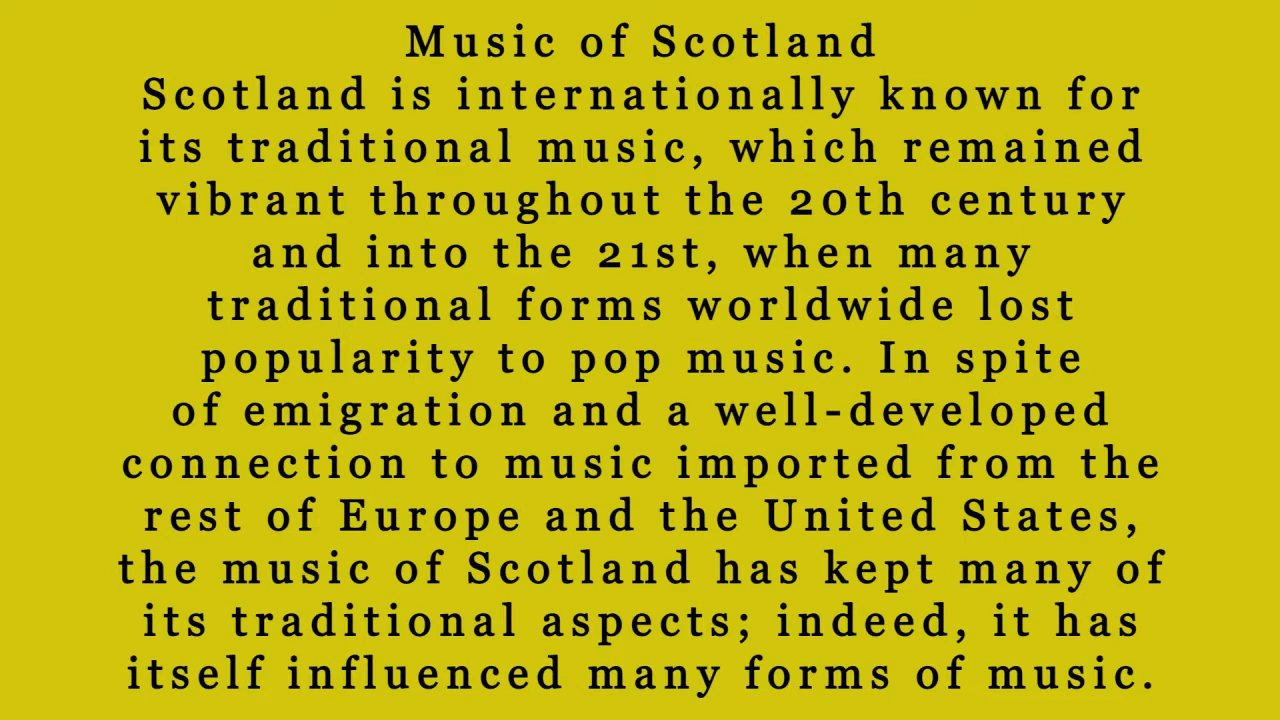 Music of Scotland
Scotland is internationally known for
its traditional music, which remained
vibrant throughout the 20th century
and into the 21st, when many
traditional forms worldwide lost
popularity to pop music. In spite
of emigration and a well-developed
connection to music imported from the
rest of Europe and the United States,
the music of Scotland has kept many of
its traditional aspects; indeed, it has
itself influenced many forms of music.